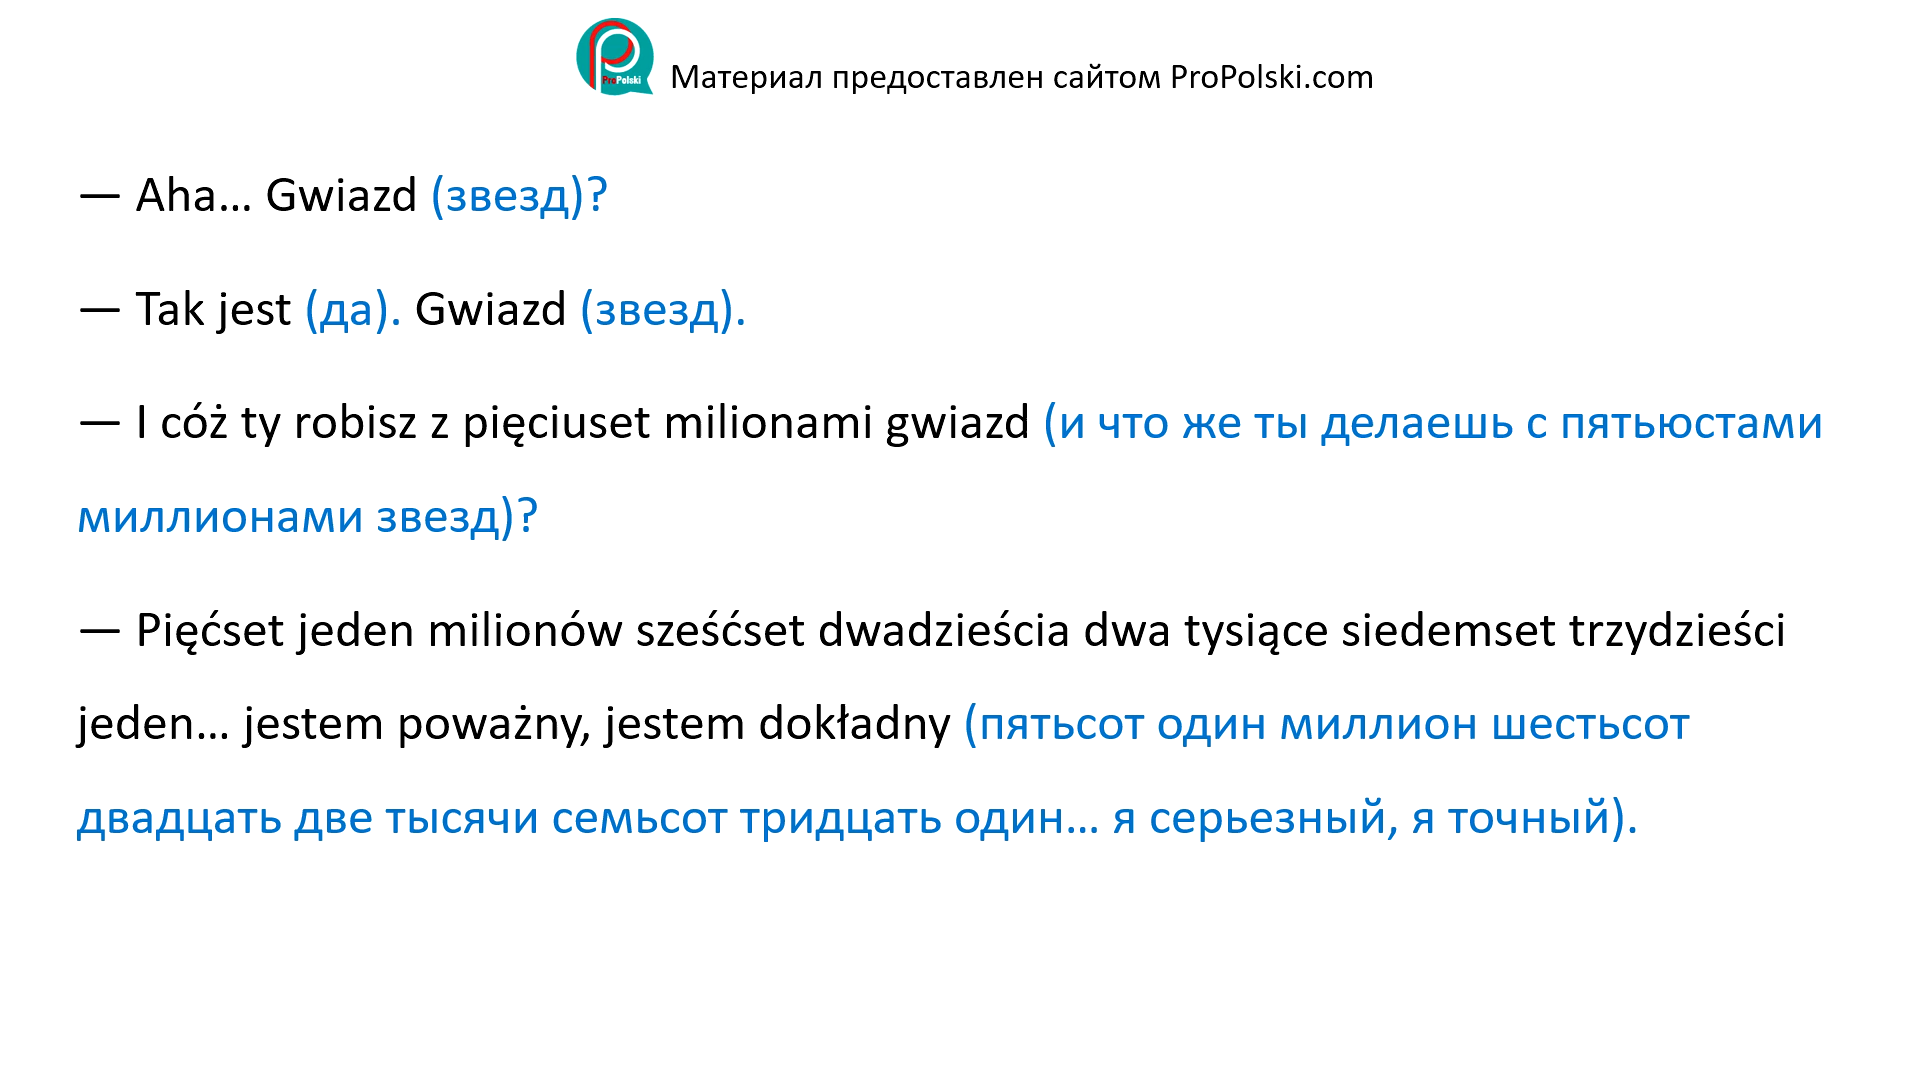 ProPolski
Материал предоставлен сайтом ProPolski.com
— Aha… Gwiazd (звезд)?
— Tak jest (да). Gwiazd (звезд).
— I cóż ty robisz z pięciuset milionami gwiazd (и что же ты делаешь с пятьюстами
миллионами звезд)?
— Pięćset jeden milionów sześćset dwadzieścia dwa tysiące siedemset trzydzieści
jeden… jestem poważny, jestem dokładny (пятьсот один миллион шестьсот
двадцать две тысячи семьсот тридцать один… я серьезный, я точный).